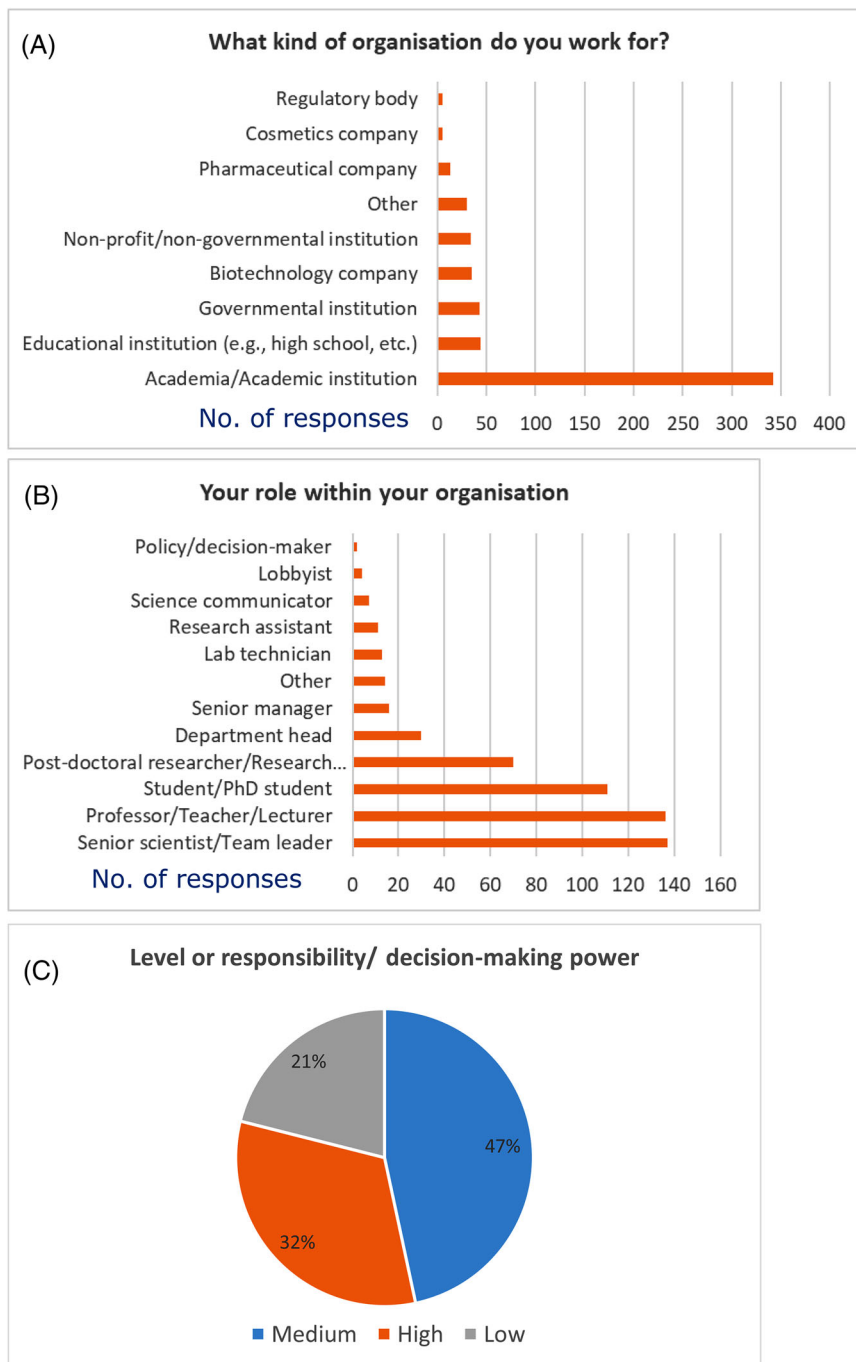 (A)
What kind of organisation do you work for?
Regulatory body
Cosmetics company
Pharmaceutical company
Other
Non-profit/non-governmental institution
Biotechnology company
Governmental institution
Educational institution (e.g., high school, etc.)
Academia/Academic institution
No. of responses
0 50 100 150 200 250 300 350 400
(B)
Your role within your organisation
Policy/decision-maker
Lobbyist
Science communicator
Research assistant
Lab technician
Other
Senior manager
Department head
Post-doctoral researcher/Research...
Student/PhD student
Professor/Teacher/Lecturer
Senior scientist/Team leader
No. of responses
0 20 40 60 80 100 120 140 160
(C)
Level or responsibility/ decision-making power
21%
47%
32%
Medium High Low